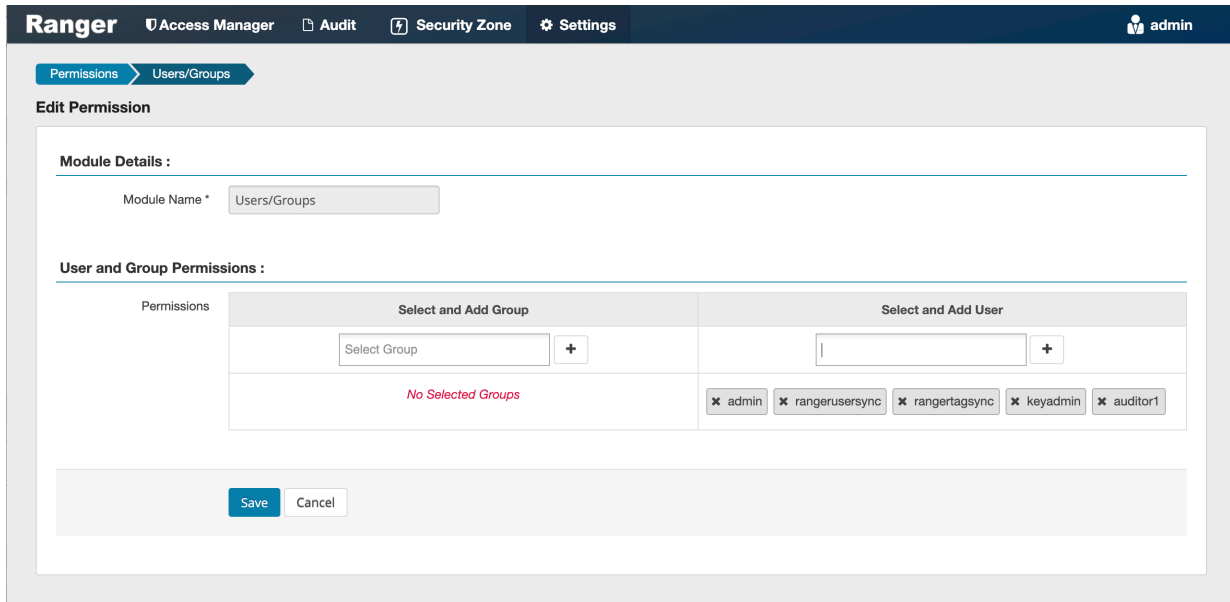 Ranger Access Manager Audit Security Zone Settings admin
Permissions Users/Groups
Edit Permission
Module Details :
Module Name * Users/Groups
User and Group Permissions :
Permissions Select and Add Group Select and Add User
Select Group +  +
No Selected Groups ✖ admin ✖ rangerusersync ✖ rangertagsync ✖ keyadmin ✖ auditor1
Save Cancel